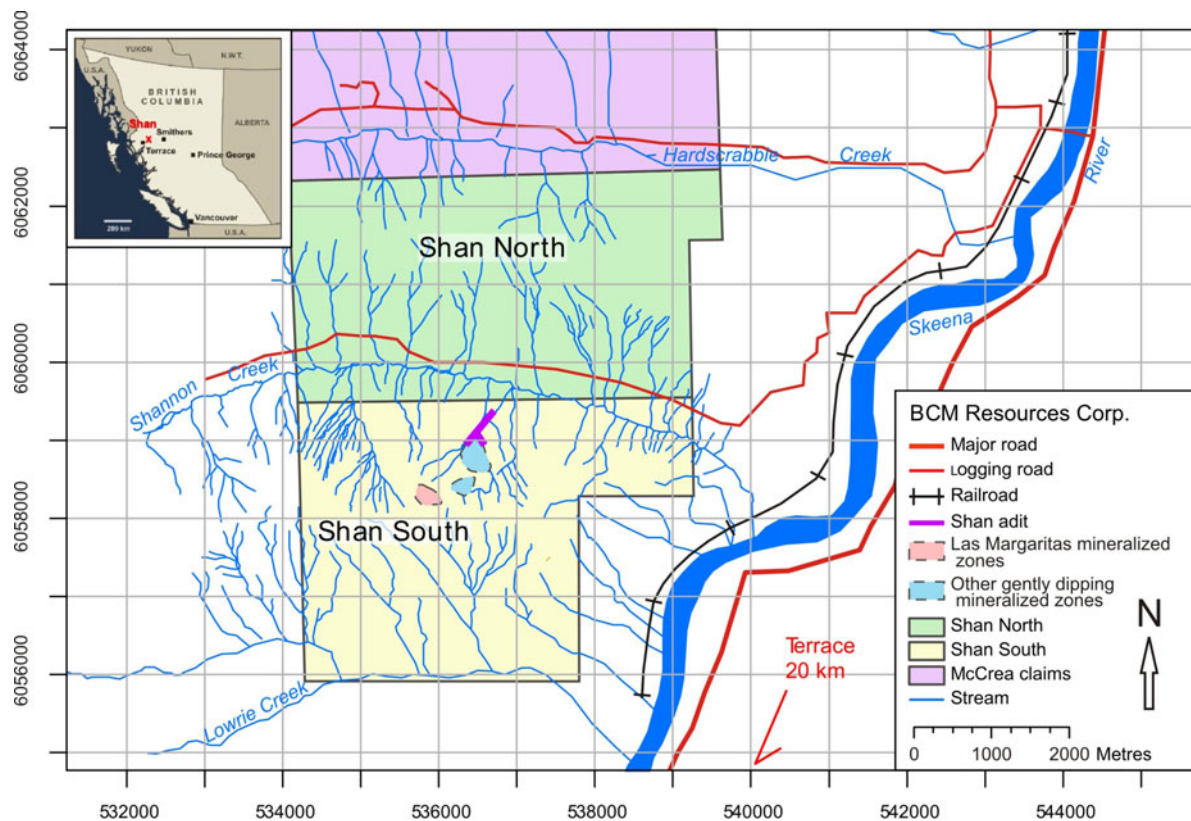 YUKON
N.W.T.
U.S.A.
BRITISH
COLUMBIA
ALBERTA
Shan
x
Smithers
Terrace
Prince George
Vancouver
U.S.A.
Hardscrabble Creek
River
Shan North
Skeena
Shannon Creek
Shan South
Lowrie Creek
Terrace
20 km
BCM Resources Corp.
Major road
Logging road
Railroad
Shan adit
Las Margaritas mineralized
zones
Other gently dipping
mineralized zones
Shan North
Shan South
McCrea claims
Stream
N
0 1000 2000 Metres
6064000
6062000
6060000
6058000
6056000
532000 534000 536000 538000 540000 542000 544000